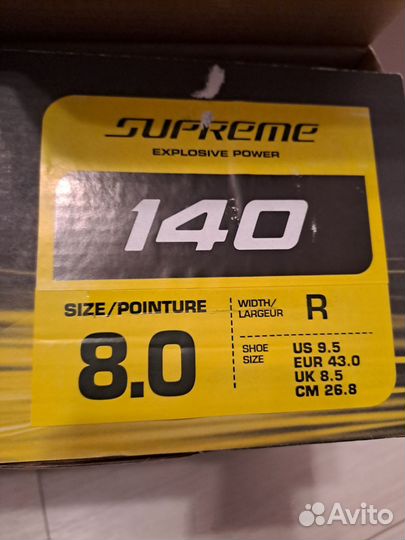 SUPREME
EXPLOSIVE POWER
140
SIZE/POINTURE
8.0
WIDTH/
LARGEUR
R
SHOE
SIZE
US 9.5
EUR 43.0
UK 8.5
CM 26.8
Avito